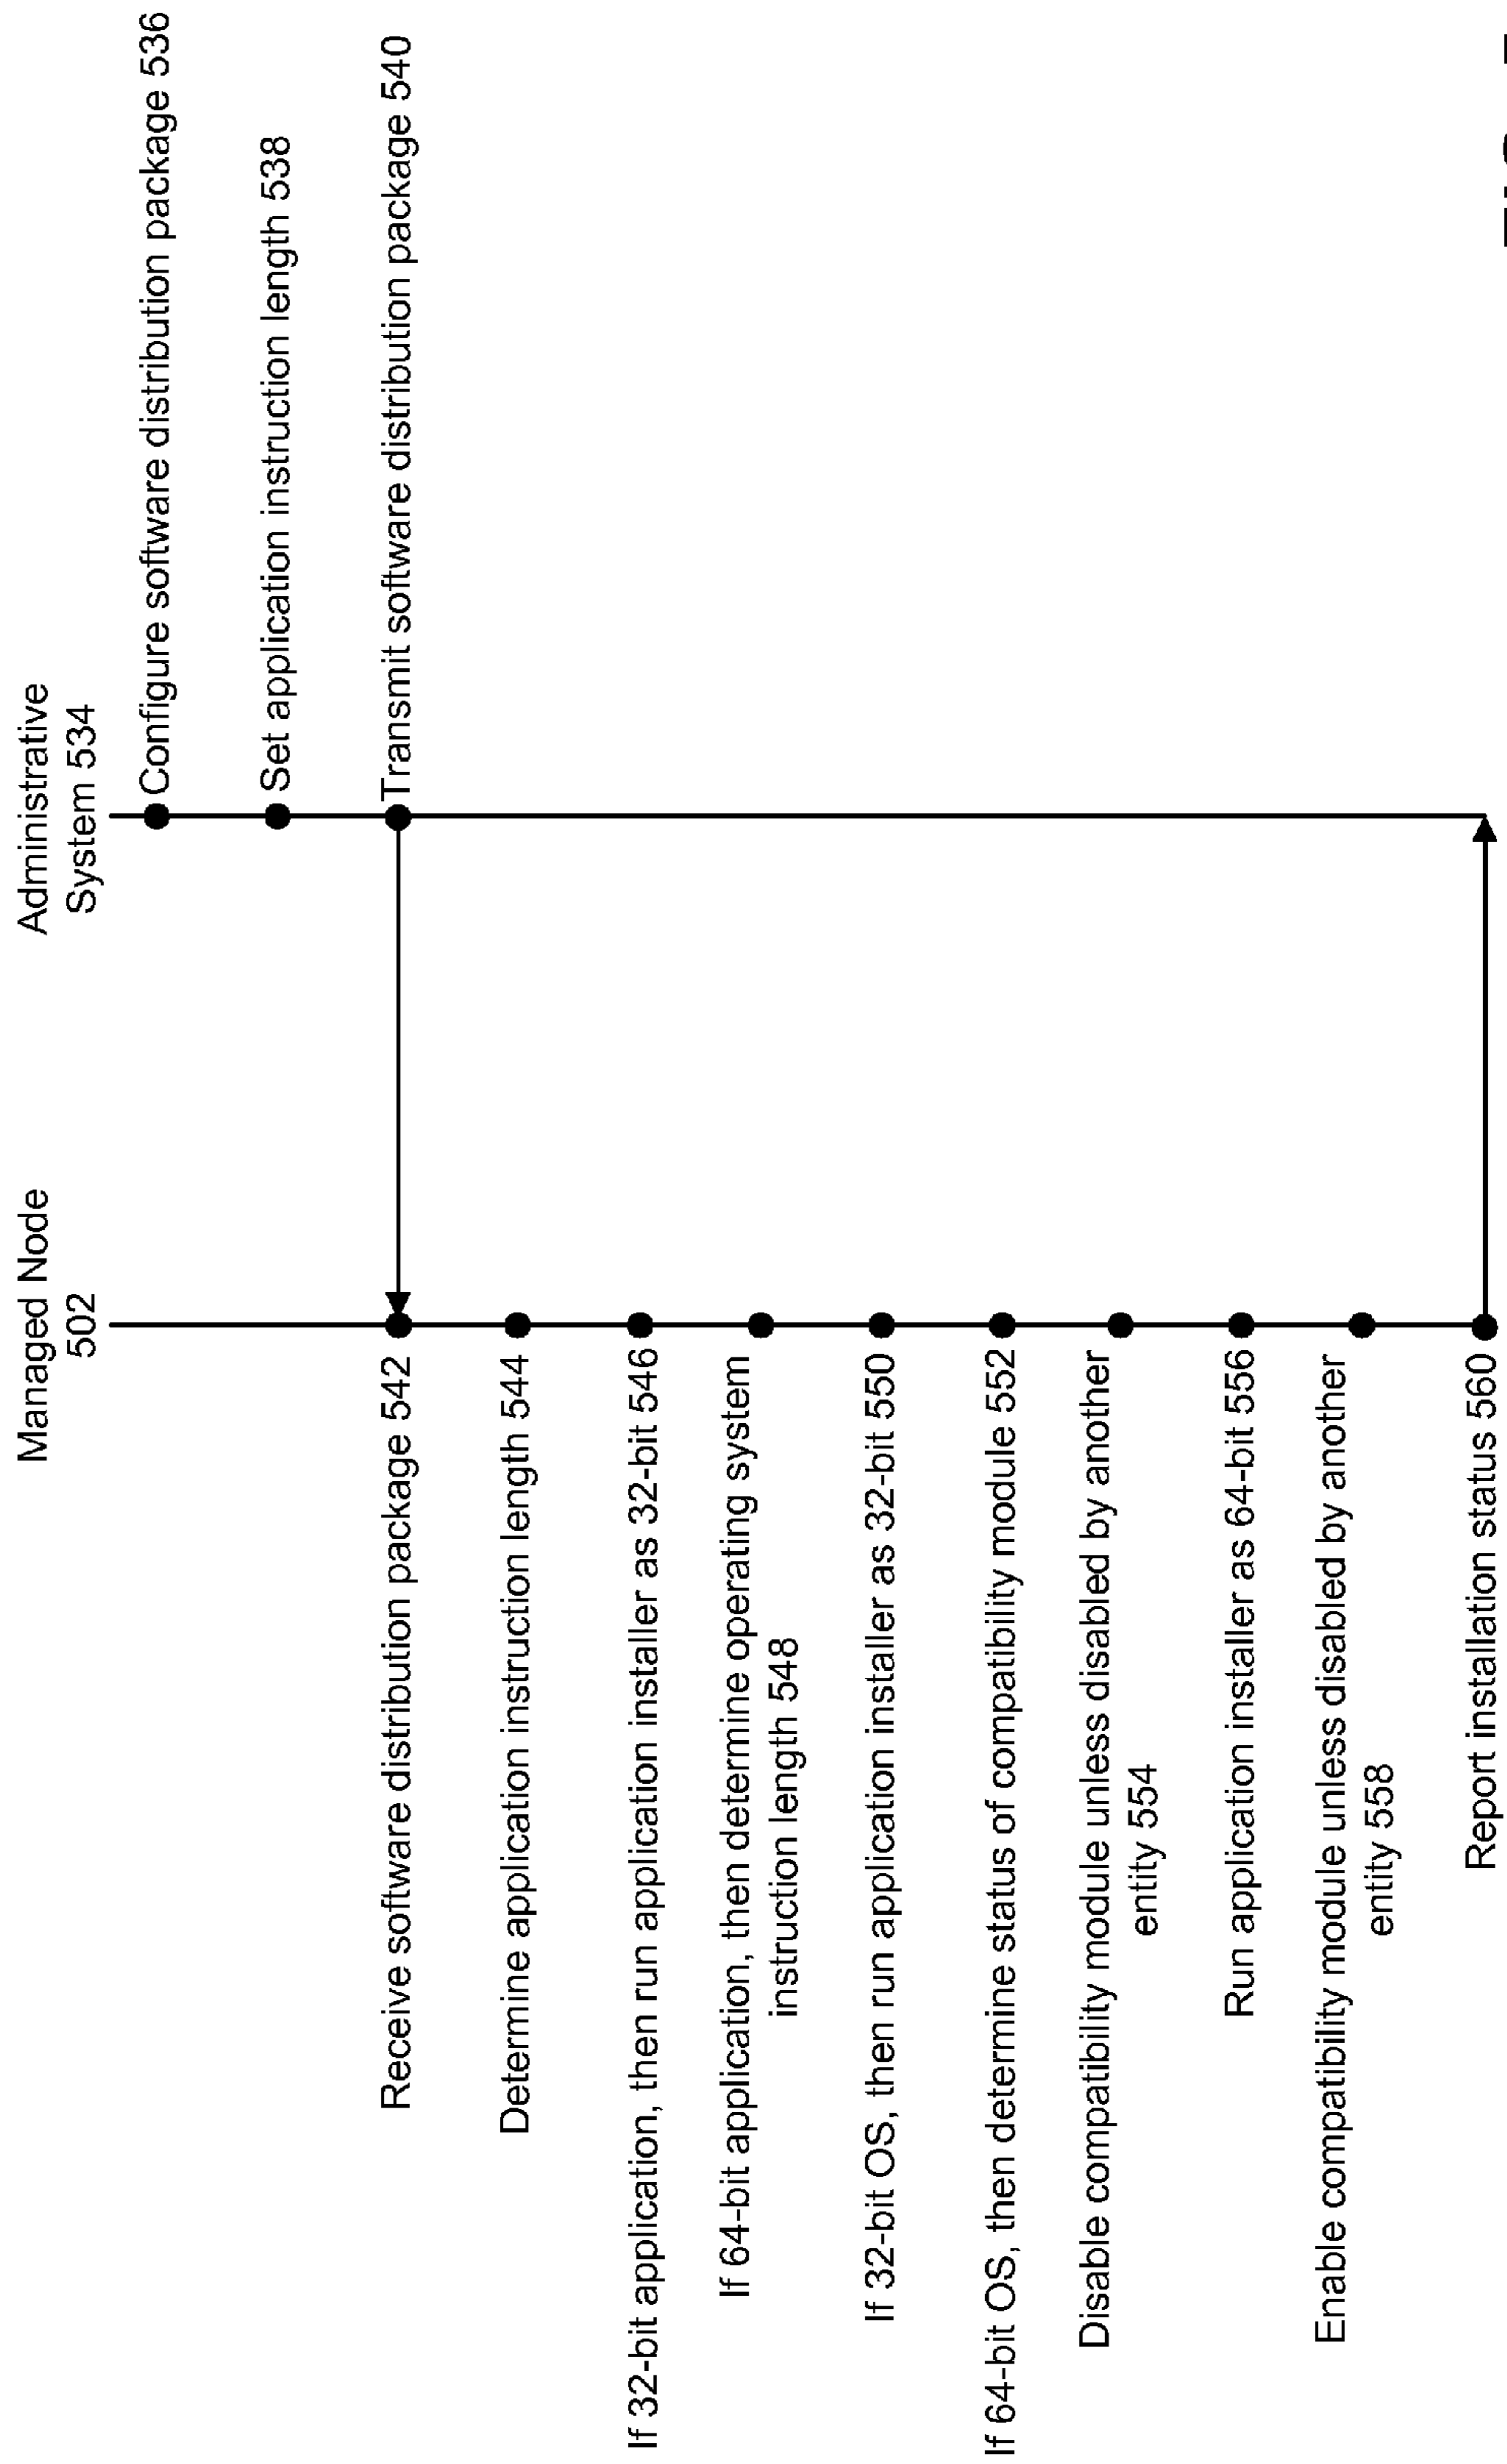 Managed Node
502
Administrative
System 534
Configure software distribution package 536
Set application instruction length 538
Transmit software distribution package 540
Receive software distribution package 542
Determine application instruction length 544
If 32-bit application, then run application installer as 32-bit 546
If 64-bit application, then determine operating system
instruction length 548
If 32-bit OS, then run application installer as 32-bit 550
If 64-bit OS, then determine status of compatibility module 552
Disable compatibility module unless disabled by another
entity 554
Run application installer as 64-bit 556
Enable compatibility module unless disabled by another
entity 558
Report installation status 560